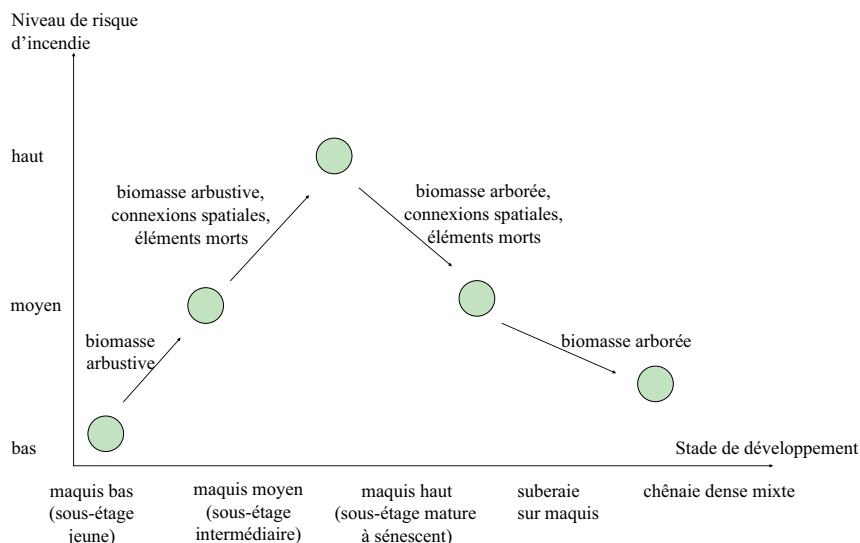 Niveau de risque
d’incendie
haut
biomasse arbustive,
connexions spatiales,
éléments morts
biomasse arborée,
connexions spatiales,
éléments morts
moyen
biomasse
arbustive
biomasse arborée
bas
Stade de développement
maquis bas
(sous-étage
jeune)
maquis moyen
(sous-étage
intermédiaire)
maquis haut
(sous-étage mature
à sénescent)
suberaie
sur maquis
chênaie dense mixte